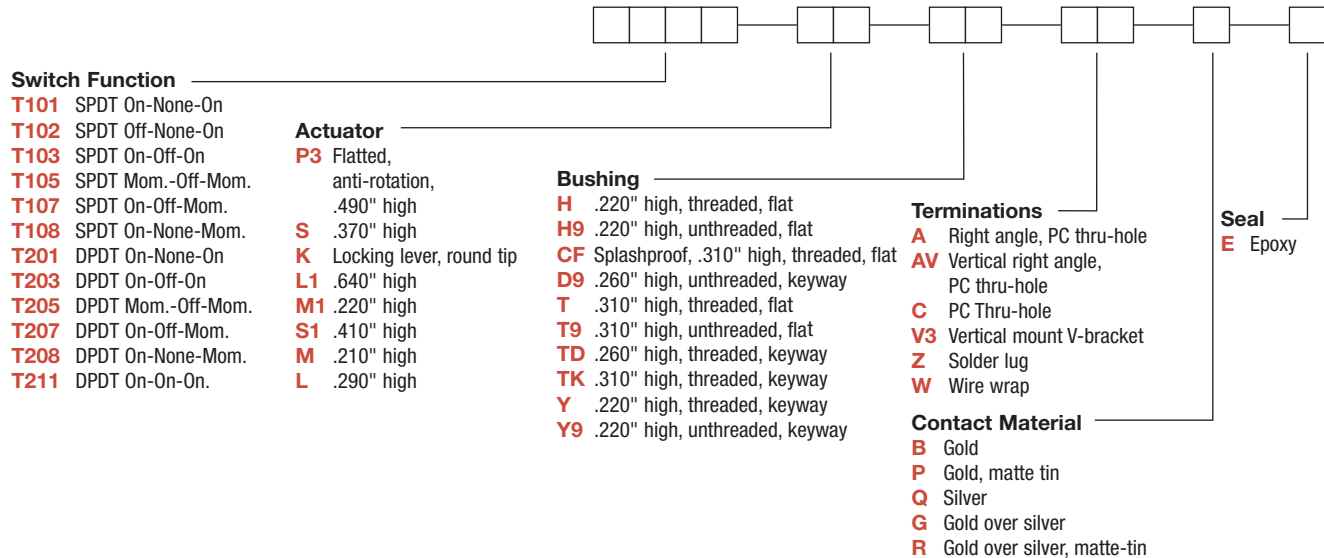 Switch Function
T101 SPDT On-None-On
T102 SPDT Off-None-On
T103 SPDT On-Off-On
T105 SPDT Mom.-Off-Mom.
T107 SPDT On-Off-Mom.
T108 SPDT On-None-Mom.
T201 DPDT On-None-On
T203 DPDT On-Off-On
T205 DPDT Mom.-Off-Mom.
T207 DPDT On-Off-Mom.
T208 DPDT On-None-Mom.
T211 DPDT On-On-On.
Actuator
P3 Flatted,
anti-rotation,
.490" high
S .370" high
K Locking lever, round tip
L1 .640" high
M1 .220" high
S1 .410" high
M .210" high
L .290" high
Bushing
H .220" high, threaded, flat
H9 .220" high, unthreaded, flat
CF Splashproof, .310" high, threaded, flat
D9 .260" high, unthreaded, keyway
T .310" high, threaded, flat
T9 .310" high, unthreaded, flat
TD .260" high, threaded, keyway
TK .310" high, threaded, keyway
Y .220" high, threaded, keyway
Y9 .220" high, unthreaded, keyway
Terminations
A Right angle, PC thru-hole
AV Vertical right angle,
PC thru-hole
C PC Thru-hole
V3 Vertical mount V-bracket
Z Solder lug
W Wire wrap
Contact Material
B Gold
P Gold, matte tin
Q Silver
G Gold over silver
R Gold over silver, matte-tin
Seal
E Epoxy